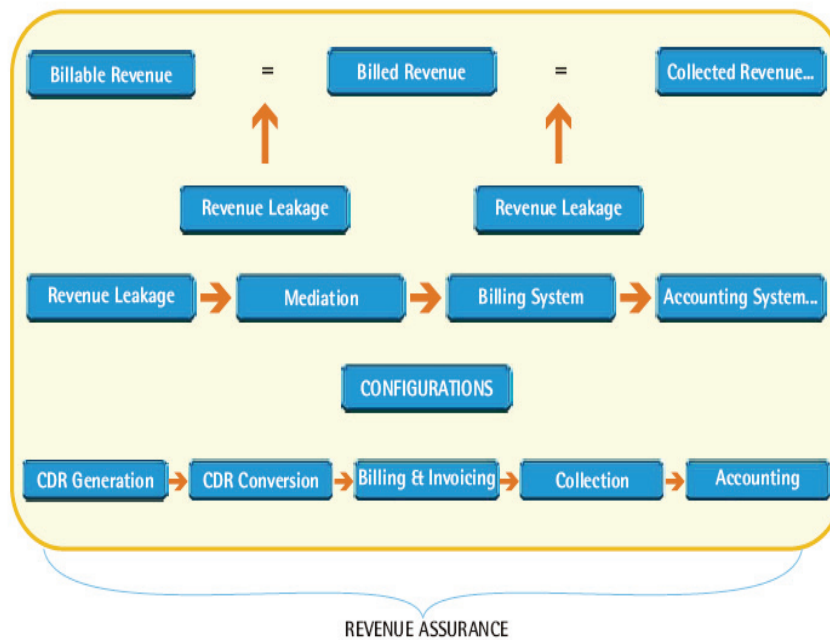 Billable Revenue = Billed Revenue = Collected Revenue...
Revenue Leakage Revenue Leakage
Revenue Leakage Mediation Billing System Accounting System...
CONFIGURATIONS
CDR Generation CDR Conversion Billing & Invoicing Collection Accounting
REVENUE ASSURANCE